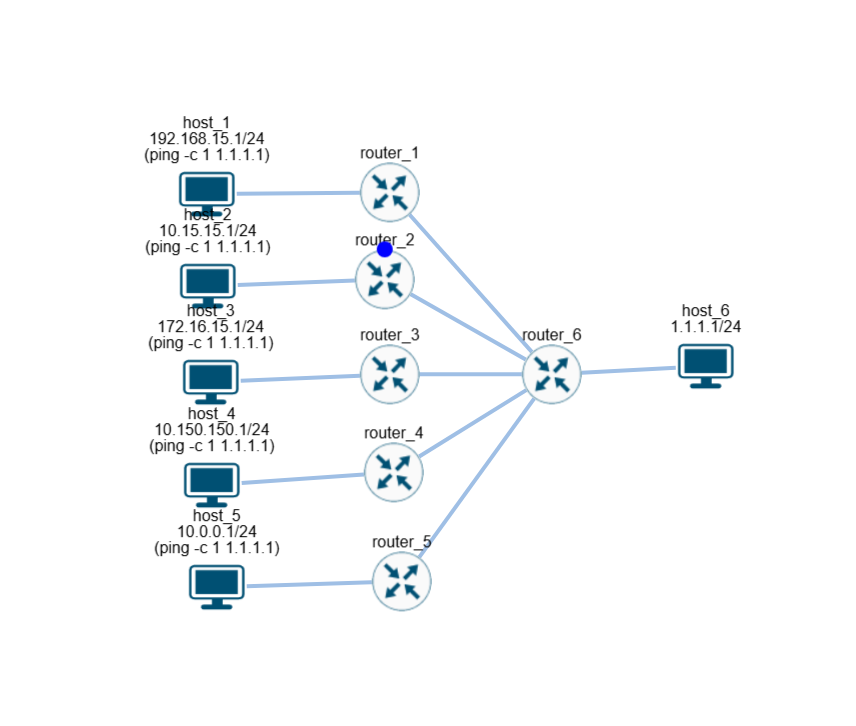 host_1
192.168.15.1/24
(ping -c 1 1.1.1.1)
router_1
host_2
10.15.15.1/24
(ping -c 1 1.1.1.1)
router_2
host_3
172.16.15.1/24
(ping -c 1 1.1.1.1)
router_3
router_6
host_6
1.1.1.1/24
host_4
10.150.150.1/24
(ping -c 1 1.1.1.1)
router_4
host_5
10.0.0.1/24
(ping -c 1 1.1.1.1)
router_5